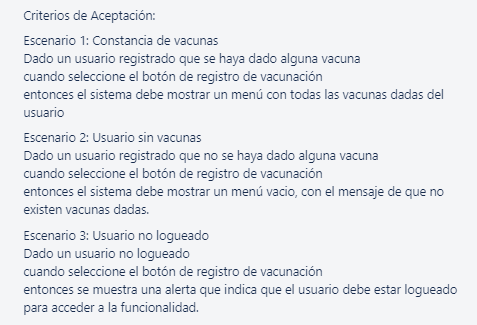 Criterios de Aceptación:
Escenario 1: Constancia de vacunas
Dado un usuario registrado que se haya dado alguna vacuna
cuando seleccione el botón de registro de vacunación
entonces el sistema debe mostrar un menú con todas las vacunas dadas del
usuario
Escenario 2: Usuario sin vacunas
Dado un usuario registrado que no se haya dado alguna vacuna
cuando seleccione el botón de registro de vacunación
entonces el sistema debe mostrar un menú vacio, con el mensaje de que no
existen vacunas dadas.
Escenario 3: Usuario no logueado
Dado un usuario no logueado
cuando seleccione el botón de registro de vacunación
entonces se muestra una alerta que indica que el usuario debe estar logueado
para acceder a la funcionalidad.